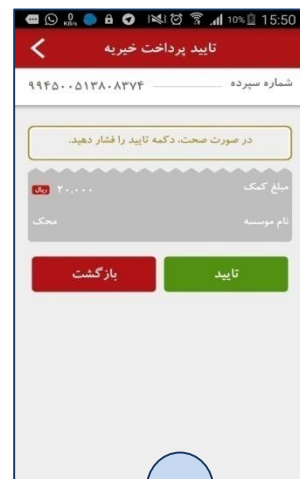 10% 15:50
تایید پرداخت خیریه
شماره سپرده ۹۹۴۵۰۰۵۱۳۸۰۸۳۷۴
در صورت صحت، دکمه تایید را فشار دهید.
مبلغ کمک ۲۰,۰۰۰ ریال
نام موسسه محک
تایید بازگشت